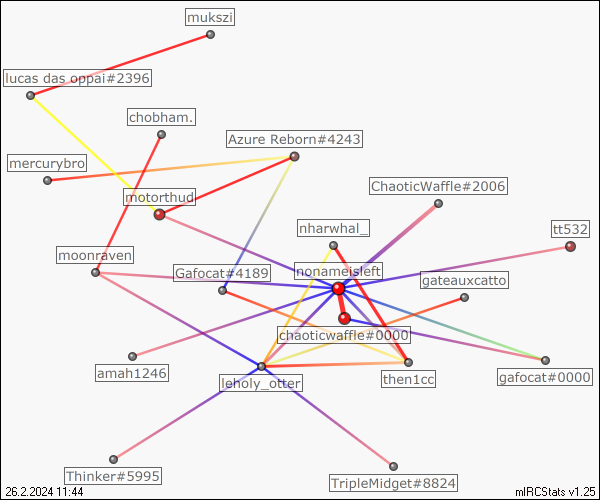 mukszi
lucas das oppai#2396
chobham.
Azure Reborn#4243
mercurybro
ChaoticWaffle#2006
motorthud
nharwhal_
tt532
moonraven
Gafocat#4189
nonameisleft
gateauxcatto
chaoticwaffle#0000
amah1246
leholy_otter
then1cc
gafocat#0000
Thinker#5995
TripleMidget#8824
26.2.2024 11:44
mIRCStats v1.25